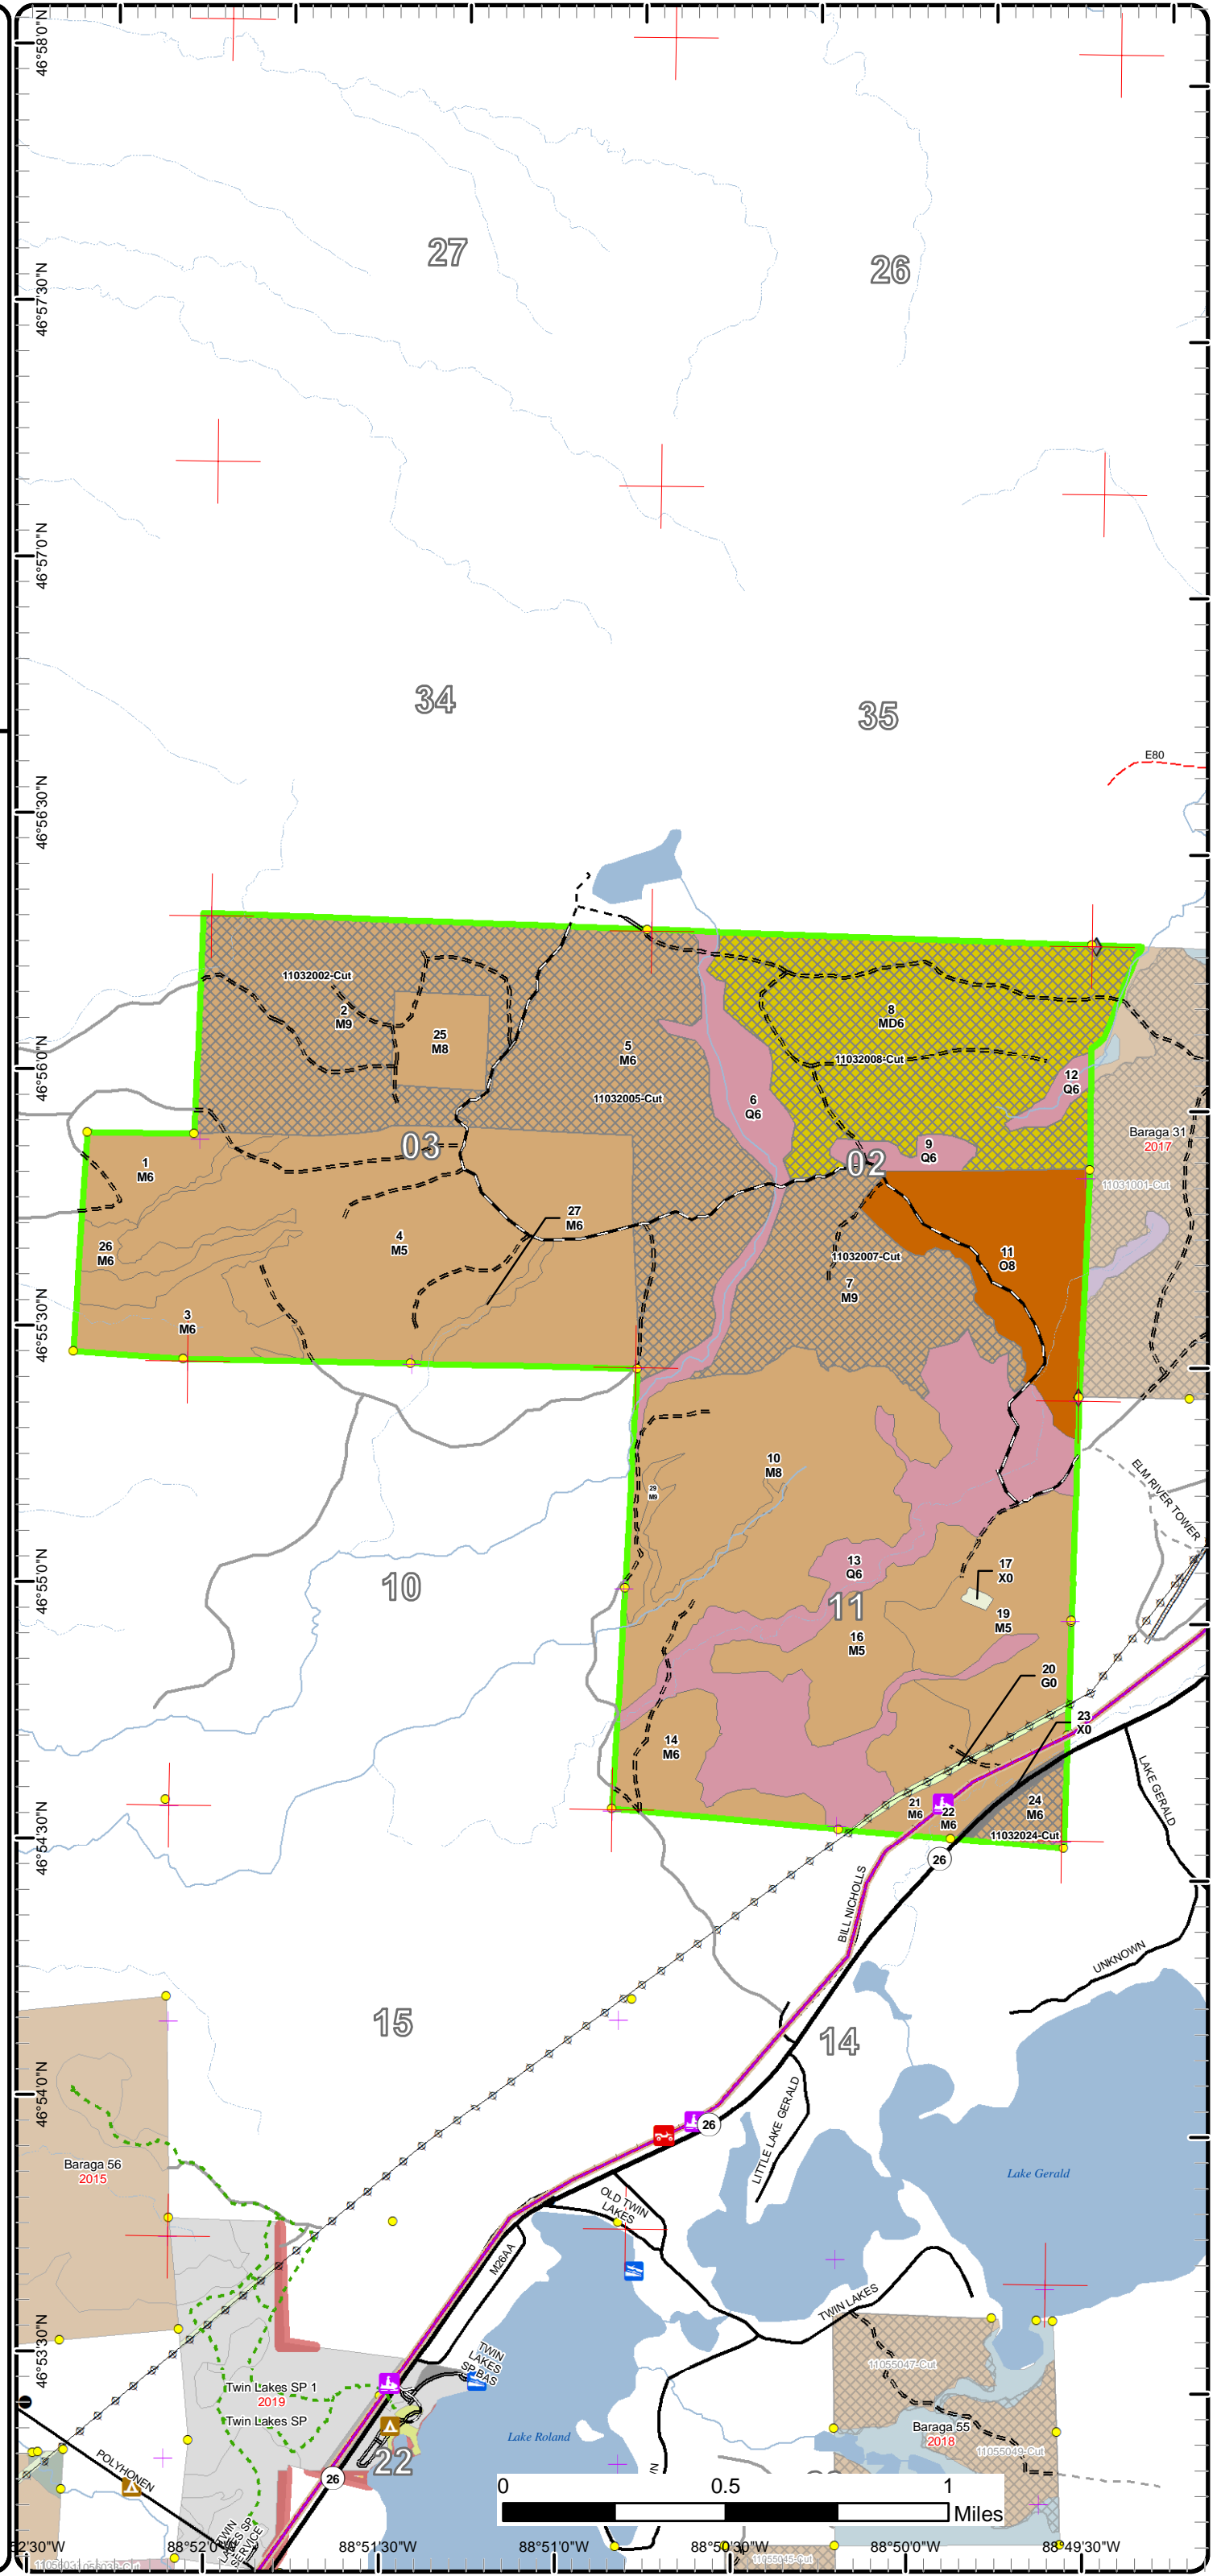 46°58'0"N
27
26
46°57'30"N
46°57'0"N
34
35
E80
46°56'30"N
11032002-Cut
2
M9
25
M8
5
M6
11032005-Cut
8
MD6
11032008-Cut
46°56'0"N
12
Q6
6
Q6
9
Q6
03
02
Baraga 31
2017
11031001-Cut
1
M6
27
M6
26
M6
4
M5
11032007-Cut
7
M9
11
O8
3
M6
46°55'30"N
10
M8
29
M9
ELM RIVER TOWER
13
Q6
17
X0
46°55'0"N
10
11
16
M5
19
M5
20
G0
23
X0
14
M6
21
M6
22
M6
24
M6
11032024-Cut
LAKE GERALD
46°54'30"N
26
BILL NICHOLLS
UNKNOWN
15
14
46°54'0"N
26
LITTLE LAKE GERALD
Lake Gerald
Baraga 56
2015
OLD TWIN
LAKES
M26AA
TWIN LAKES
46°53'30"N
TWIN
LAKES
SP BAS
Twin Lakes SP 1
2019
Twin Lakes SP
11055047-Cut
Baraga 55
2018
11055049-Cut
Lake Roland
POLYHONEN
22
26
TWIN
LAKES SP
SERVICE
0
0.5
1
Miles
88°52'0"W
88°51'30"W
88°51'0"W
88°50'30"W
88°50'0"W
88°49'30"W
11055045-Cut